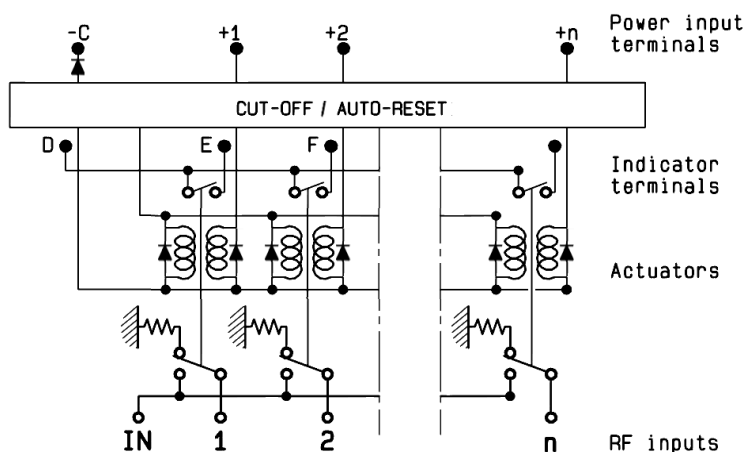 -C +1 +2 +n Power input
terminals
CUT-OFF / AUTO-RESET
D E F Indicator
terminals
Actuators
IN 1 2 n RF inputs